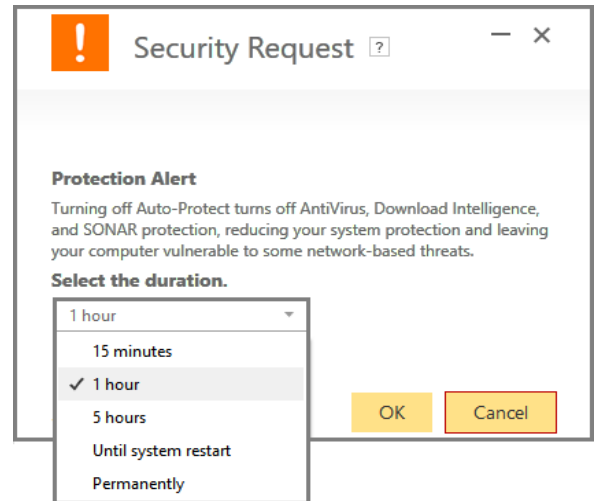 Security Request ?
Protection Alert
Turning off Auto-Protect turns off AntiVirus, Download Intelligence,
and SONAR protection, reducing your system protection and leaving
your computer vulnerable to some network-based threats.
Select the duration.
1 hour
15 minutes
✓ 1 hour
5 hours
Until system restart
Permanently
OK Cancel